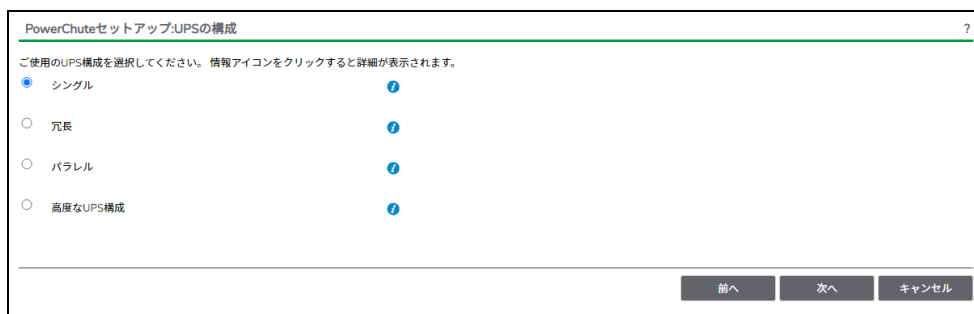 PowerChuteセットアップ:UPSの構成 ?
ご使用のUPS構成を選択してください。 情報アイコンをクリックすると詳細が表示されます。
シングル i
冗長 i
パラレル i
高度なUPS構成 i
前へ 次へ キャンセル